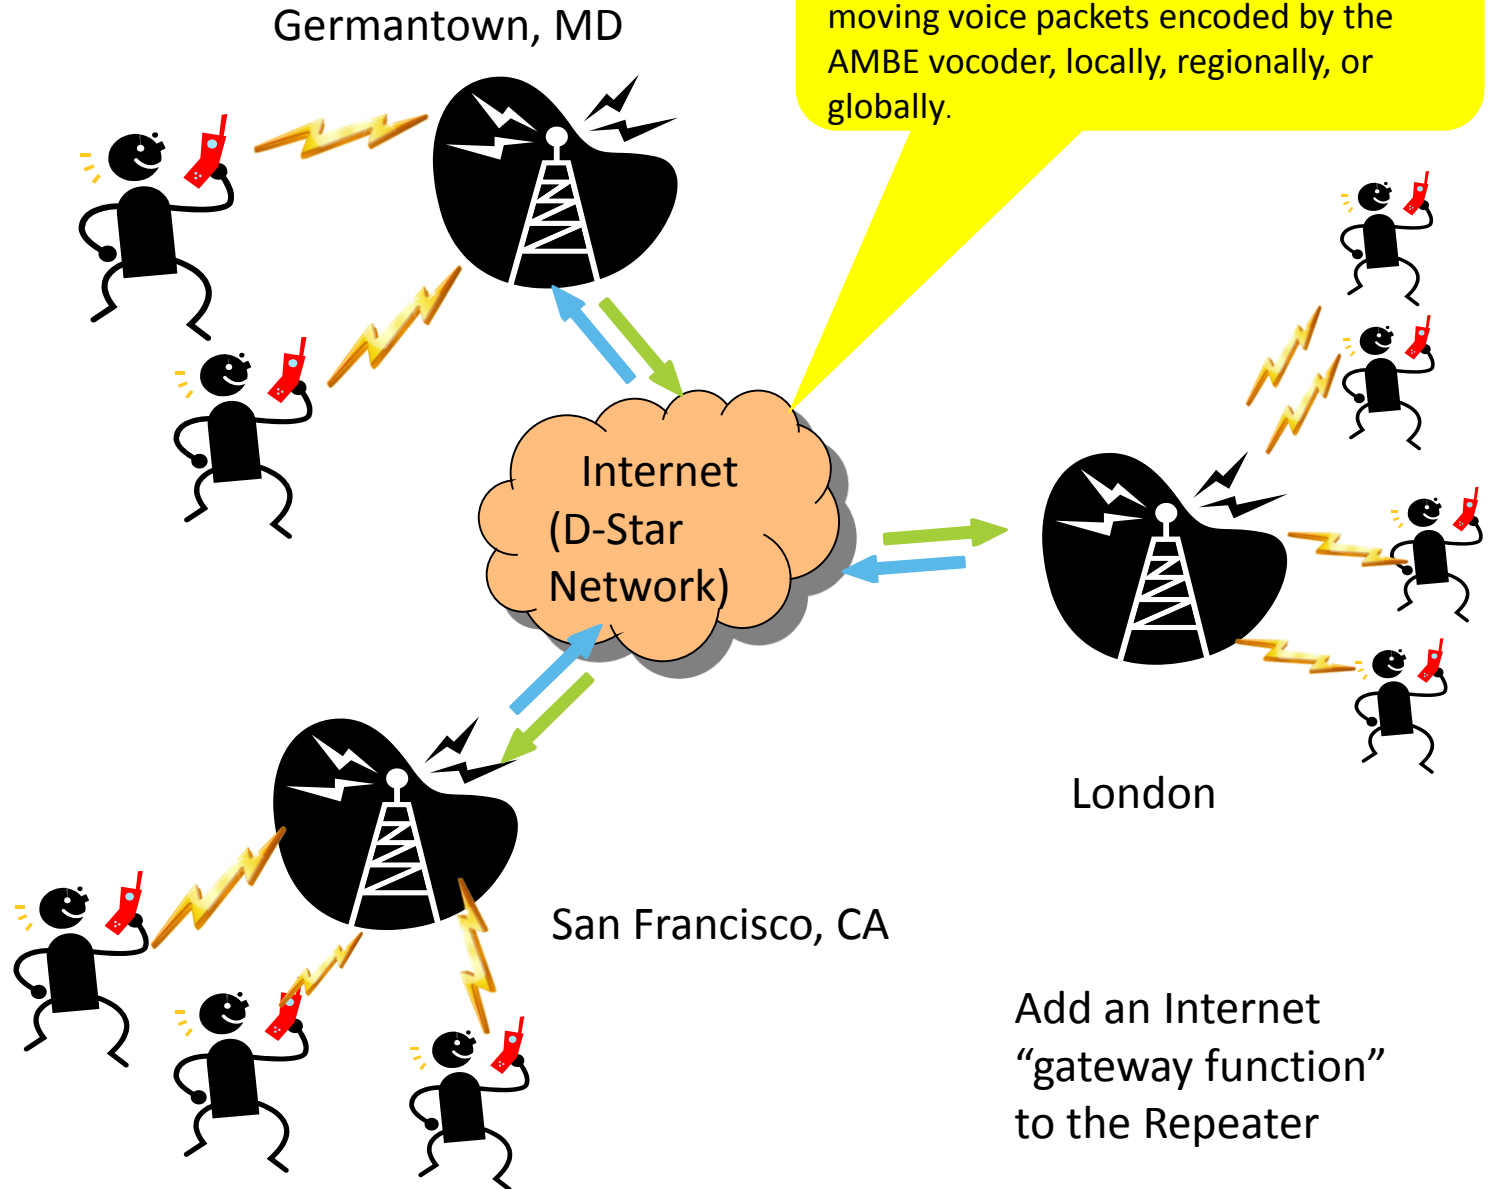 Germantown, MD
moving voice packets encoded by the
AMBE vocoder, locally, regionally, or
globally.
Internet
(D-Star
Network)
London
San Francisco, CA
Add an Internet
“gateway function”
to the Repeater